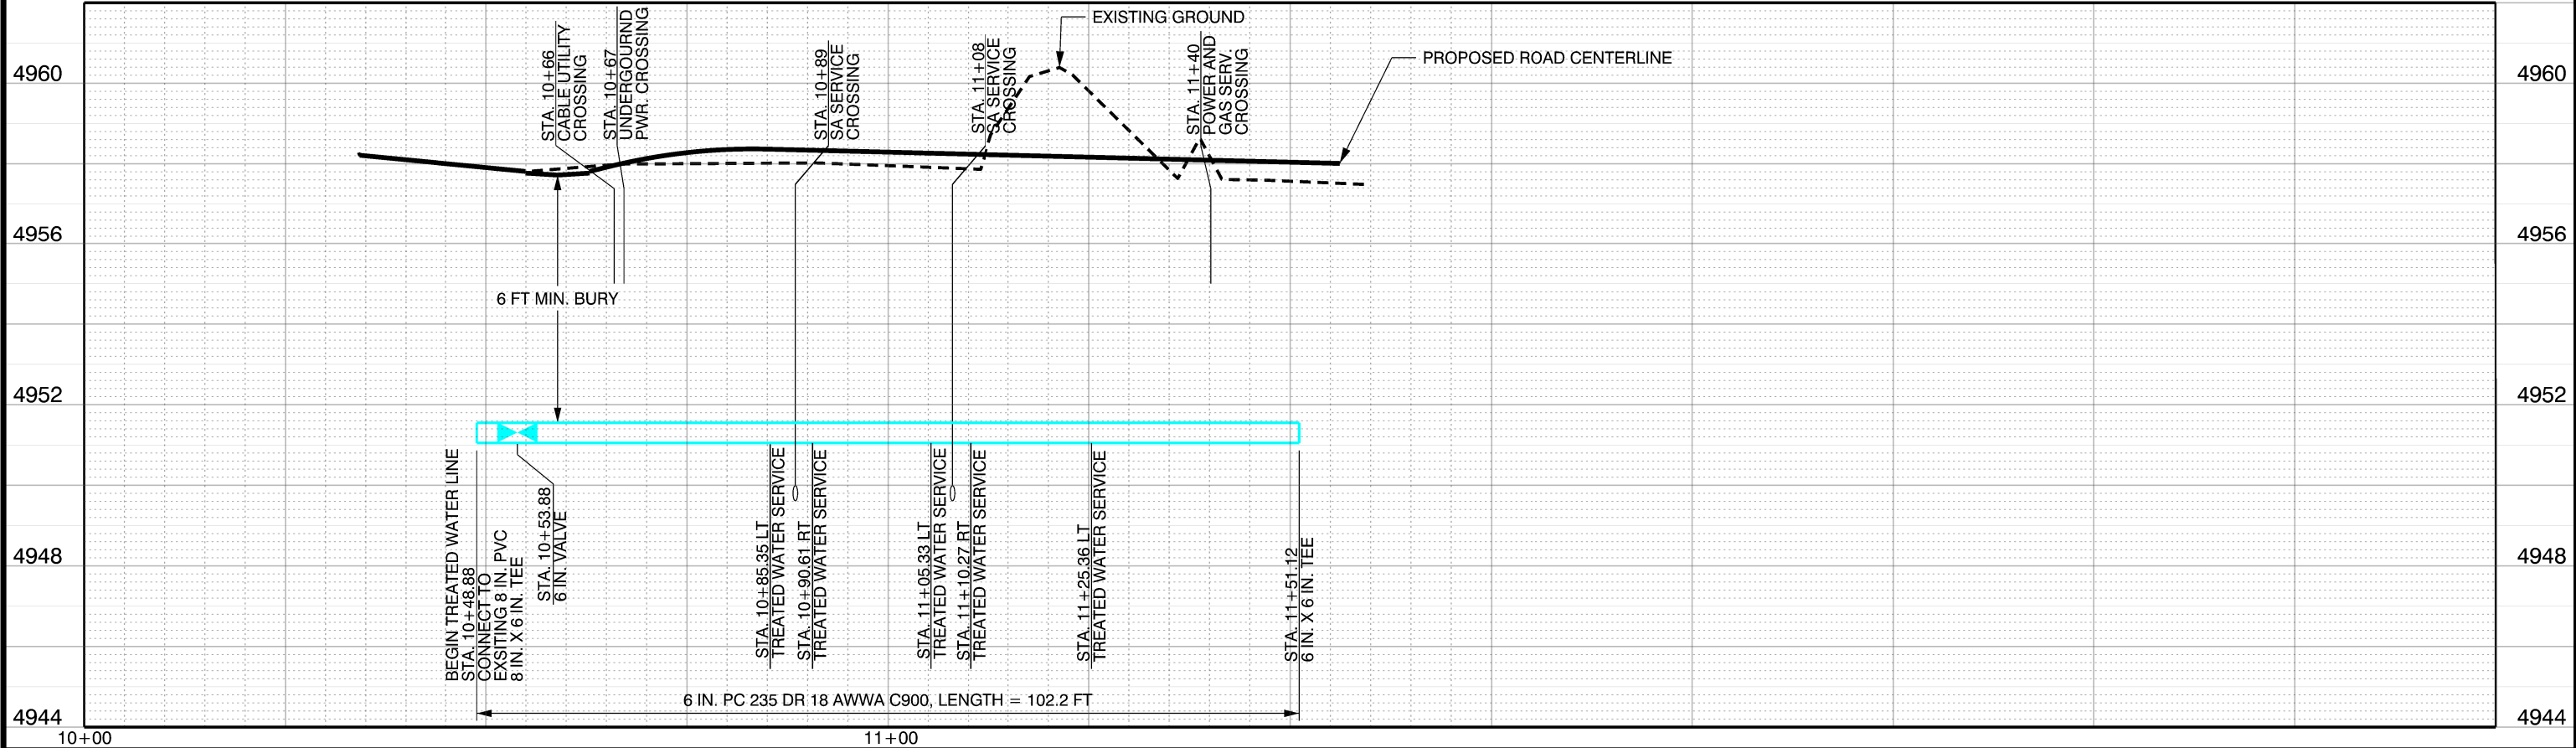 EXISTING GROUND
PROPOSED ROAD CENTERLINE
STA. 10+66
CABLE UTILITY
CROSSING
STA. 10+67
UNDERGOURND
PWR. CROSSING
STA. 10+89
SA SERVICE
CROSSING
STA. 11+08
SA SERVICE
CROSSING
STA. 11+40
POWER AND
GAS SERV.
CROSSING
4960
4960
4956
4956
6 FT MIN. BURY
4952
4952
BEGIN TREATED WATER LINE
STA. 10+48.88
CONNECT TO
EXSITING 8 IN. PVC
8 IN. X 6 IN. TEE
STA. 10+53.88
6 IN. VALVE
STA. 10+85.35 LT
TREATED WATER SERVICE
STA. 10+90.61 RT
TREATED WATER SERVICE
STA. 11+05.33 LT
TREATED WATER SERVICE
STA. 11+10.27 RT
TREATED WATER SERVICE
STA. 11+25.36 LT
TREATED WATER SERVICE
STA. 11+51.12
6 IN. X 6 IN. TEE
4948
4948
6 IN. PC 235 DR 18 AWWA C900, LENGTH = 102.2 FT
4944
4944
10+00
11+00